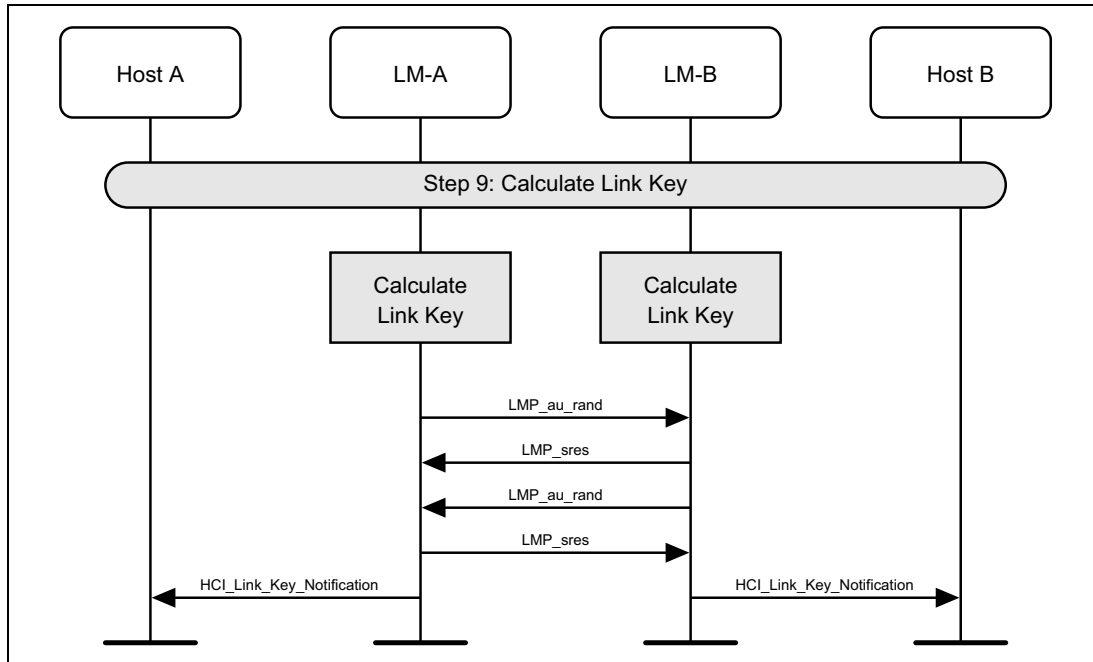 Host A
LM-A
LM-B
Host B
Step 9: Calculate Link Key
Calculate
Link Key
Calculate
Link Key
LMP_au_rand
LMP_sres
LMP_au_rand
LMP_sres
HCI_Link_Key_Notification
HCI_Link_Key_Notification